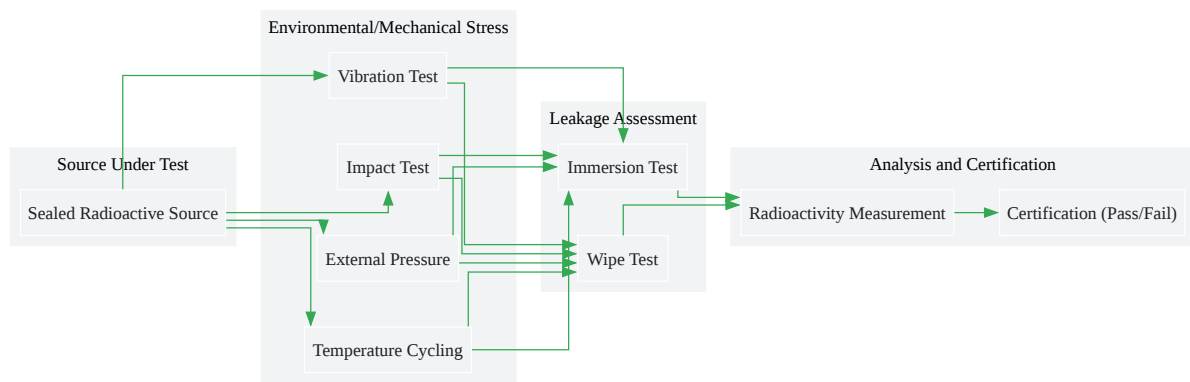 Source Under Test
Sealed Radioactive Source
Environmental/Mechanical Stress
Vibration Test
Impact Test
External Pressure
Temperature Cycling
Leakage Assessment
Immersion Test
Wipe Test
Analysis and Certification
Radioactivity Measurement
Certification (Pass/Fail)